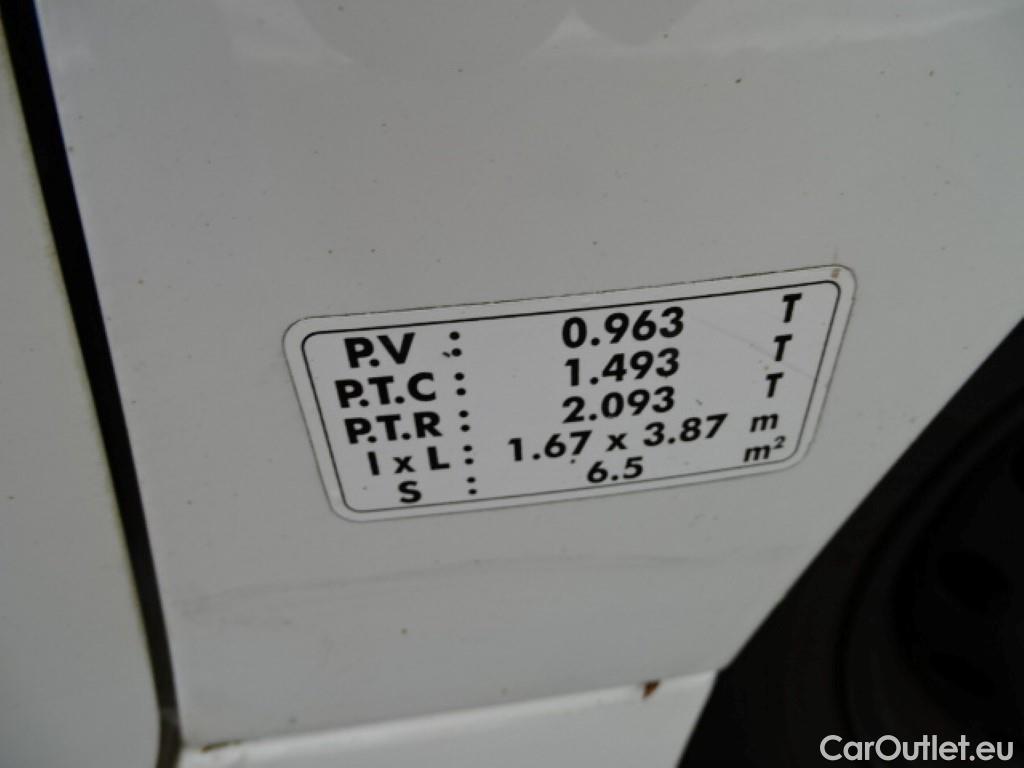 P.V : 0.963 T
P.T.C : 1.493 T
P.T.R : 2.093 T
l x L : 1.67 x 3.87 m
S : 6.5 m²
CarOutlet.eu